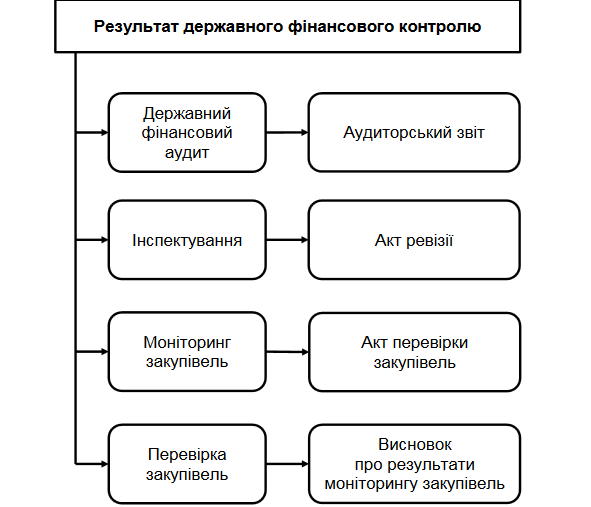 Результат державного фінансового контролю
Державний
фінансовий
аудит
Аудиторський звіт
Інспектування
Акт ревізії
Моніторинг
закупівель
Акт перевірки
закупівель
Перевірка
закупівель
Висновок
про результати
моніторингу закупівель